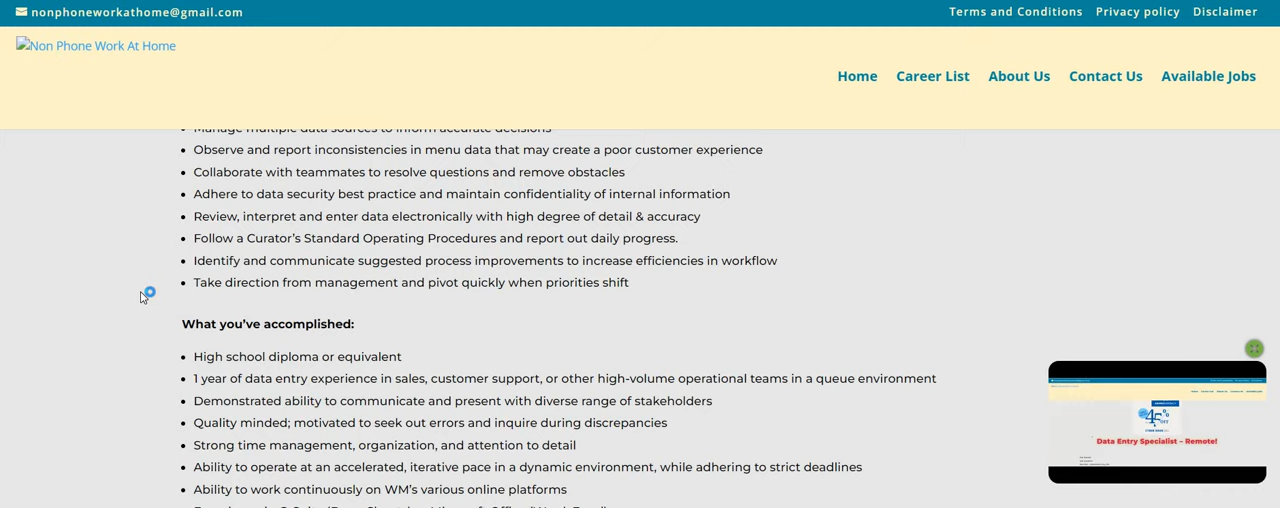 nonphoneworkathome@gmail.com
Terms and Conditions Privacy policy Disclaimer
Non Phone Work At Home
Home Career List About Us Contact Us Available Jobs
Manage multiple data sources to inform accurate decisions
• Observe and report inconsistencies in menu data that may create a poor customer experience
• Collaborate with teammates to resolve questions and remove obstacles
• Adhere to data security best practice and maintain confidentiality of internal information
• Review, interpret and enter data electronically with high degree of detail & accuracy
• Follow a Curator’s Standard Operating Procedures and report out daily progress.
• Identify and communicate suggested process improvements to increase efficiencies in workflow
• Take direction from management and pivot quickly when priorities shift
What you’ve accomplished:
• High school diploma or equivalent
• 1 year of data entry experience in sales, customer support, or other high-volume operational teams in a queue environment
• Demonstrated ability to communicate and present with diverse range of stakeholders
• Quality minded; motivated to seek out errors and inquire during discrepancies
• Strong time management, organization, and attention to detail
• Ability to operate at an accelerated, iterative pace in a dynamic environment, while adhering to strict deadlines
• Ability to work continuously on WM’s various online platforms
45% OFF
Data Entry Specialist – Remote!